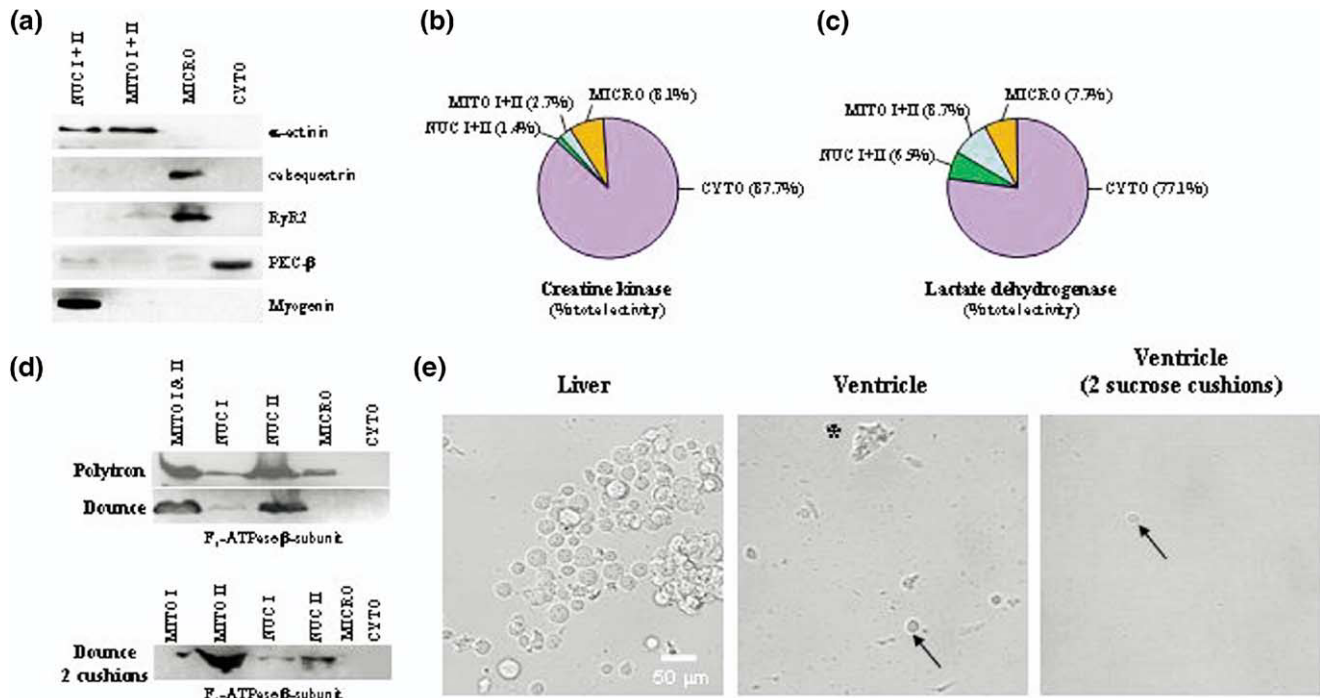 (a)
NUC I+II
MITO I+II
MICRO
CYTO
α-actinin
calsequestrin
RyR2
PKC-β
Myogenin
(b)
MICRO (8.1%)
MITO I+II (2.7%)
NUC I+II (1.4%)
CYTO (87.7%)
Creatine kinase
(% total activity)
(c)
MICRO (7.7%)
MITO I+II (8.7%)
NUC I+II (6.5%)
CYTO (77.1%)
Lactate dehydrogenase
(% total activity)
(d)
MITO I & II
NUC I
NUC II
MICRO
CYTO
Polytron
Dounce
F₁-ATPase β-subunit
MITO I
MITO II
NUC I
NUC II
MICRO
CYTO
Dounce
2 cushions
F₁-ATPase β-subunit
(e)
Liver
Ventricle
Ventricle
(2 sucrose cushions)
*
50 µm